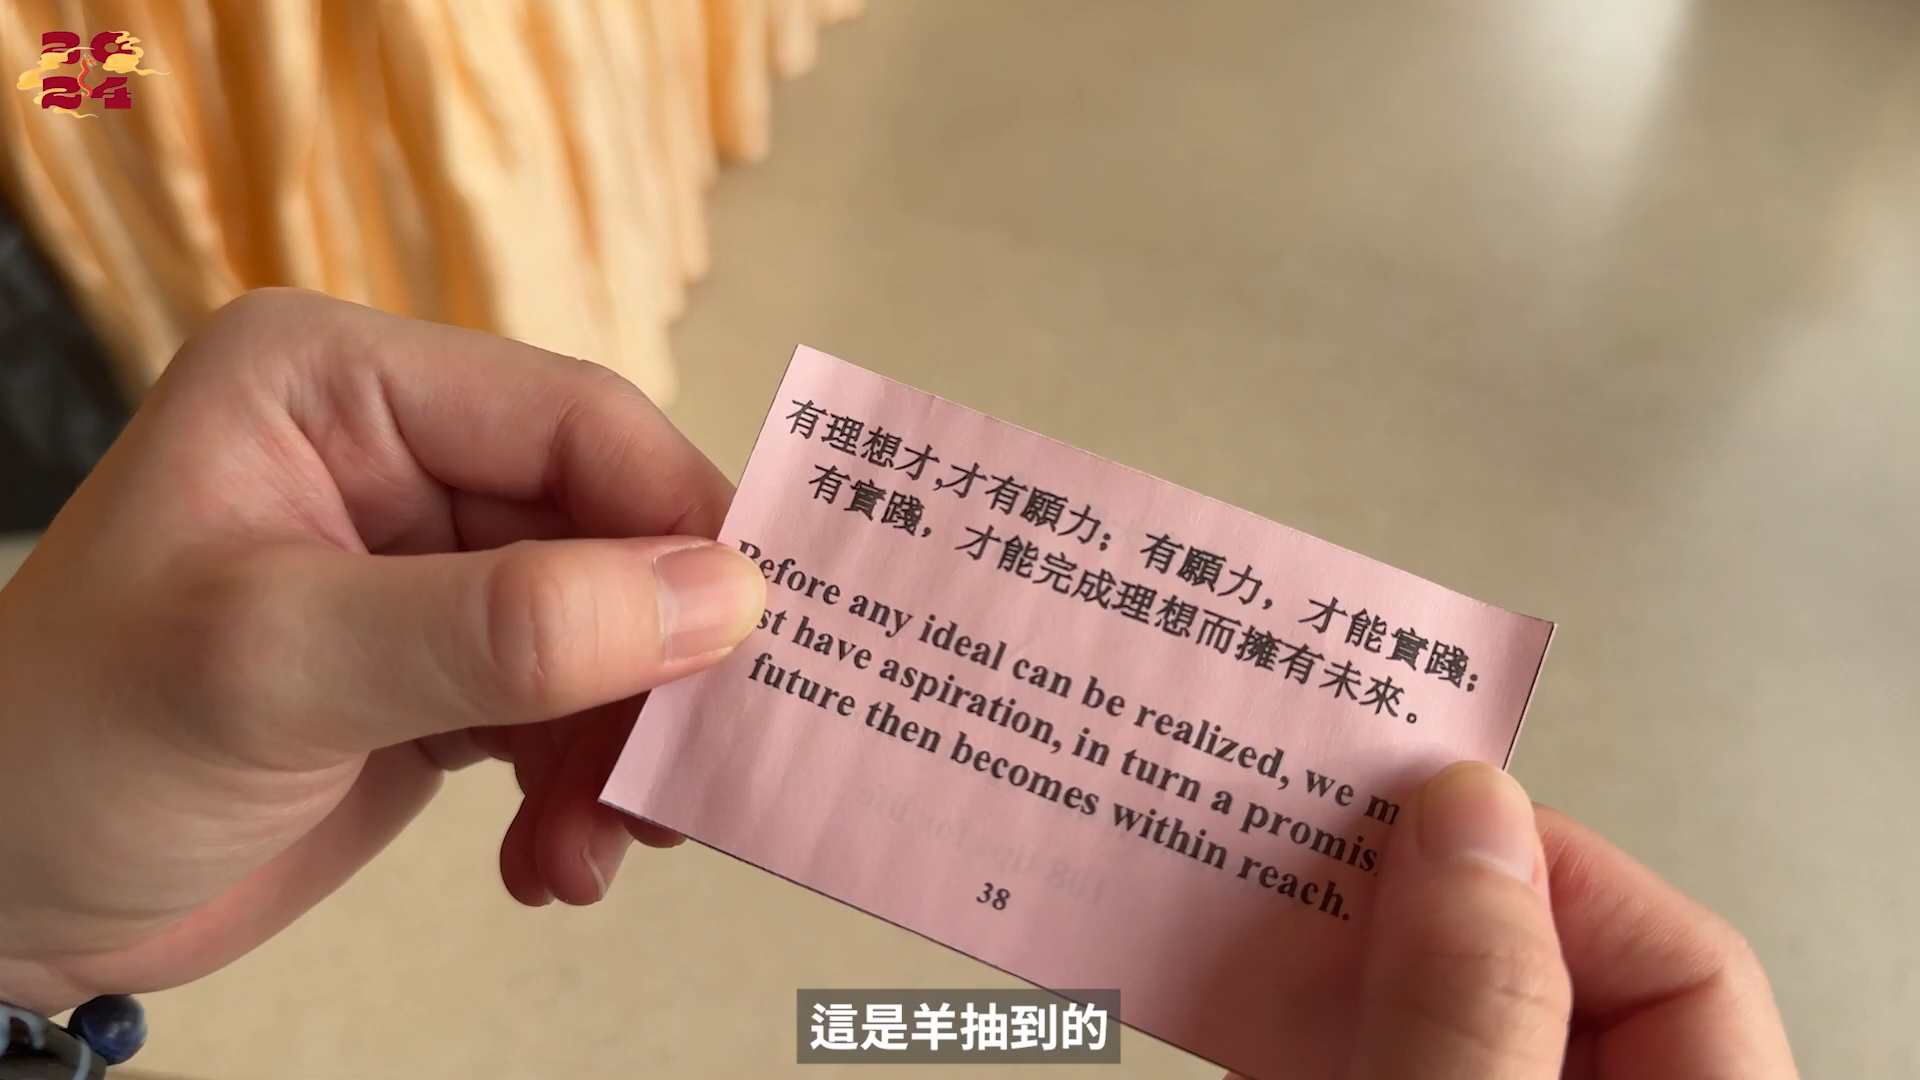 2024
有理想才,才有願力；有願力，才能實踐；
有實踐，才能完成理想而擁有未來。
Before any ideal can be realized, we m
st have aspiration, in turn a promis
future then becomes within reach.
38
這是羊抽到的